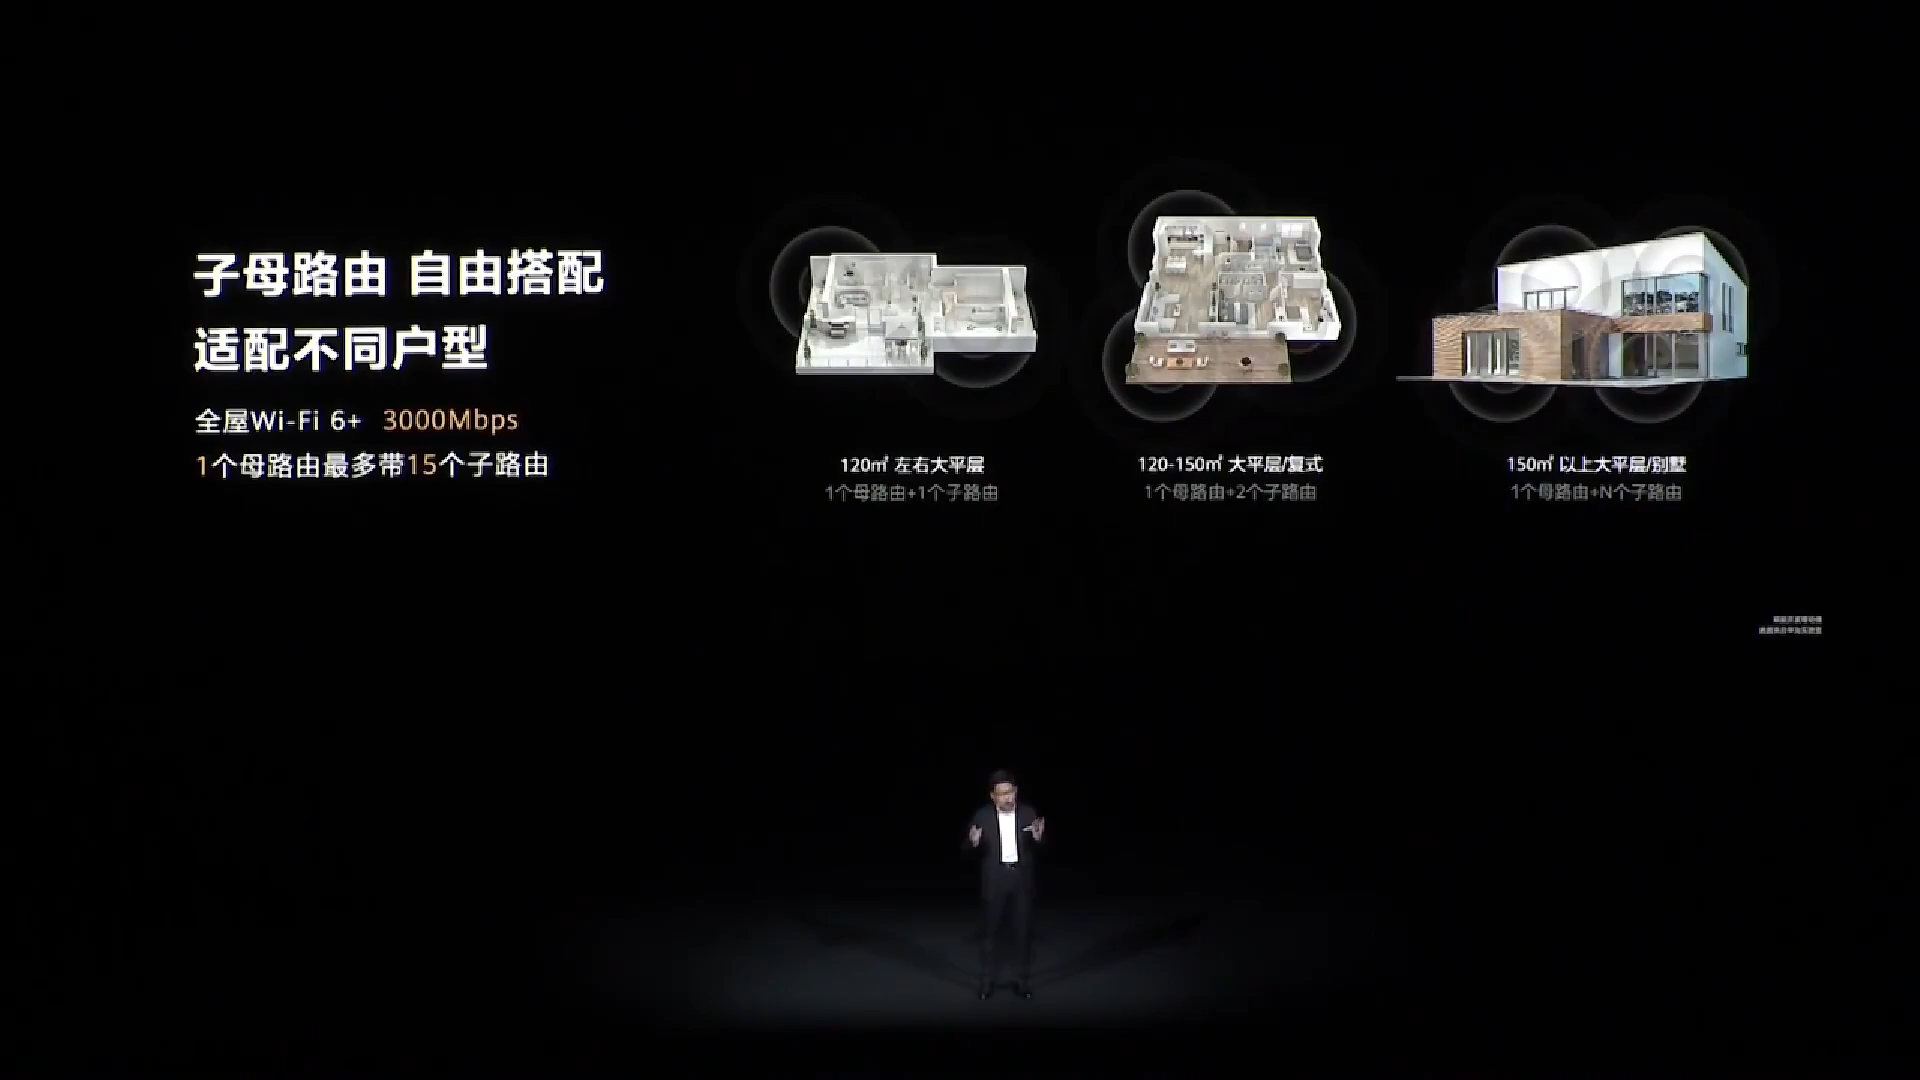 子母路由 自由搭配
适配不同户型
全屋Wi-Fi 6+ 3000Mbps
1个母路由最多带15个子路由
120㎡ 左右大平层
1个母路由+1个子路由
120-150㎡ 大平层/复式
1个母路由+2个子路由
150㎡ 以上大平层/别墅
1个母路由+N个子路由